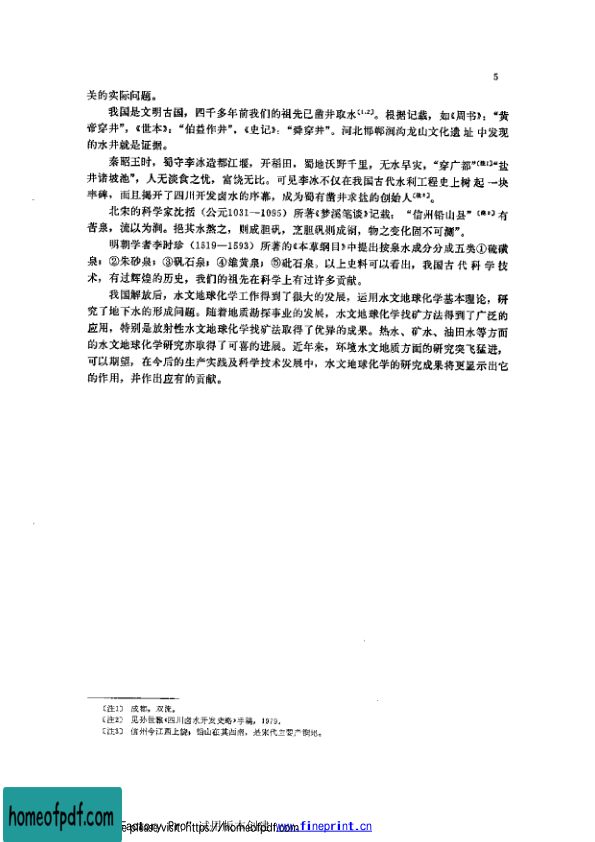 5
关的实际问题。
我国是文明古国，四千多年前我们的祖先已凿井取水〔1,2〕。根据记载，如《周书》：“黄
帝穿井”，《世本》：“伯益作井”，《史记》：“舜穿井”。河北邯郸涧沟龙山文化遗址中发现
的水井就是证据。
秦昭王时，蜀守李冰造都江堰，开稻田，蜀地沃野千里，无水旱灾，“穿广都”〔注1〕“盐
井诸坡池”，人无淡食之忧，富饶无比。可见李冰不仅在我国古代水利工程史上树起一块
丰碑，而且揭开了四川开发卤水的序幕，成为蜀有凿井求盐的创始人〔注2〕。
北宋的科学家沈括（公元1031—1095）所著《梦溪笔谈》记载：“信州铅山县”〔注3〕有
苦泉，流以为涧。挹其水熬之，则成胆矾，烹胆矾则成铜，物之变化固不可测”。
明朝学者李时珍（1519—1593）所著的《本草纲目》中提出按泉水成分分成五类①硫磺
泉；②朱砂泉；③矾石泉；④雄黄泉；⑤砒石泉。以上史料可以看出，我国古代科学技
术，有过辉煌的历史，我们的祖先在科学上有过许多贡献。
我国解放后，水文地球化学工作得到了很大的发展，运用水文地球化学基本理论，研
究了地下水的形成问题。随着地质勘探事业的发展，水文地球化学找矿方法得到了广泛的
应用，特别是放射性水文地球化学找矿法取得了优异的成果。热水、矿水、油田水等方面
的水文地球化学研究亦取得了可喜的进展。近年来，环境水文地质方面的研究突飞猛进，
可以期望，在今后的生产实践及科学技术发展中，水文地球化学的研究成果将更显示出它
的作用，并作出应有的贡献。
〔注1〕 成都，双流。
〔注2〕 见孙世雅《四川卤水开发史略》手稿，1979。
〔注3〕 信州今江西上饶；铅山在其西南，是宋代主要产铜地。
homeofpdf.com
Factory Pro" 试用版本创建 www.fineprint.cn
please visit: https://homeofpdf.com